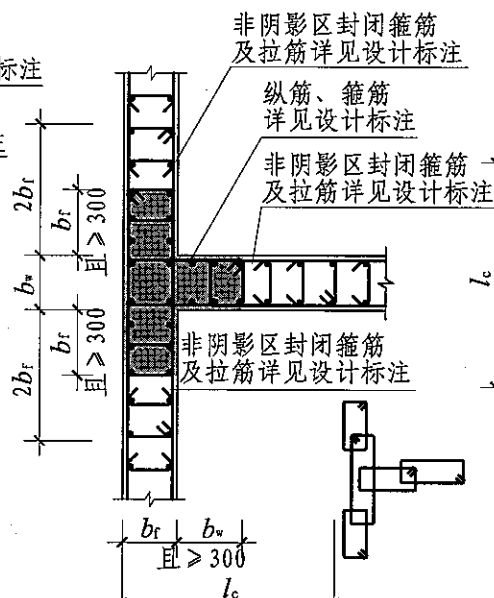 非阴影区封闭箍筋
及拉筋详见设计标注
标注
纵筋、箍筋
详见设计标注
非阴影区封闭箍筋
及拉筋详见设计标注
2bf
bf
且≥300
bw
lc
bf
且≥300
2bf
非阴影区封闭箍筋
及拉筋详见设计标注
bf
bw
且≥300
lc